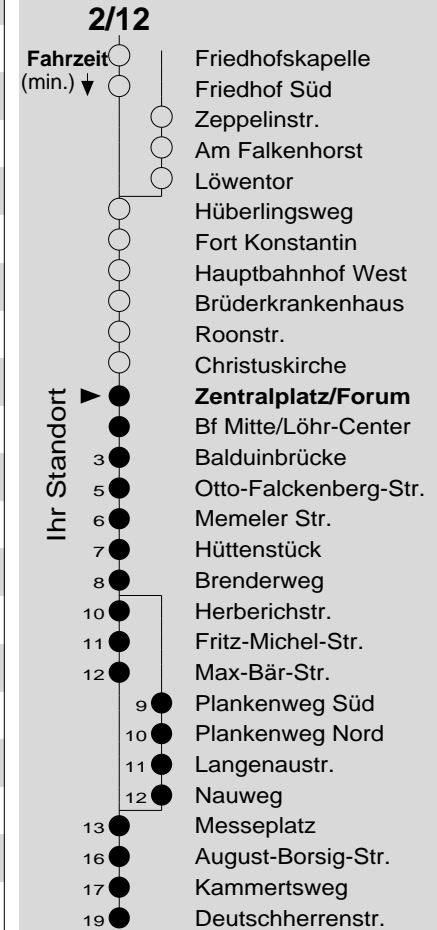 2/12
Fahrzeit Friedhofskapelle
(min.) Friedhof Süd
Zeppelinstr.
Am Falkenhorst
Löwentor
Hüberlingsweg
Fort Konstantin
Hauptbahnhof West
Brüderkrankenhaus
Roonstr.
Christuskirche
Ihr Standort
Zentralplatz/Forum
Bf Mitte/Löhr-Center
3 Balduinbrücke
5 Otto-Falckenberg-Str.
6 Memeler Str.
7 Hüttenstück
8 Brenderweg
10 Herberichstr.
11 Fritz-Michel-Str.
12 Max-Bär-Str.
9 Plankenweg Süd
10 Plankenweg Nord
11 Langenaustr.
12 Nauweg
13 Messeplatz
16 August-Borsig-Str.
17 Kammertsweg
19 Deutschherrenstr.